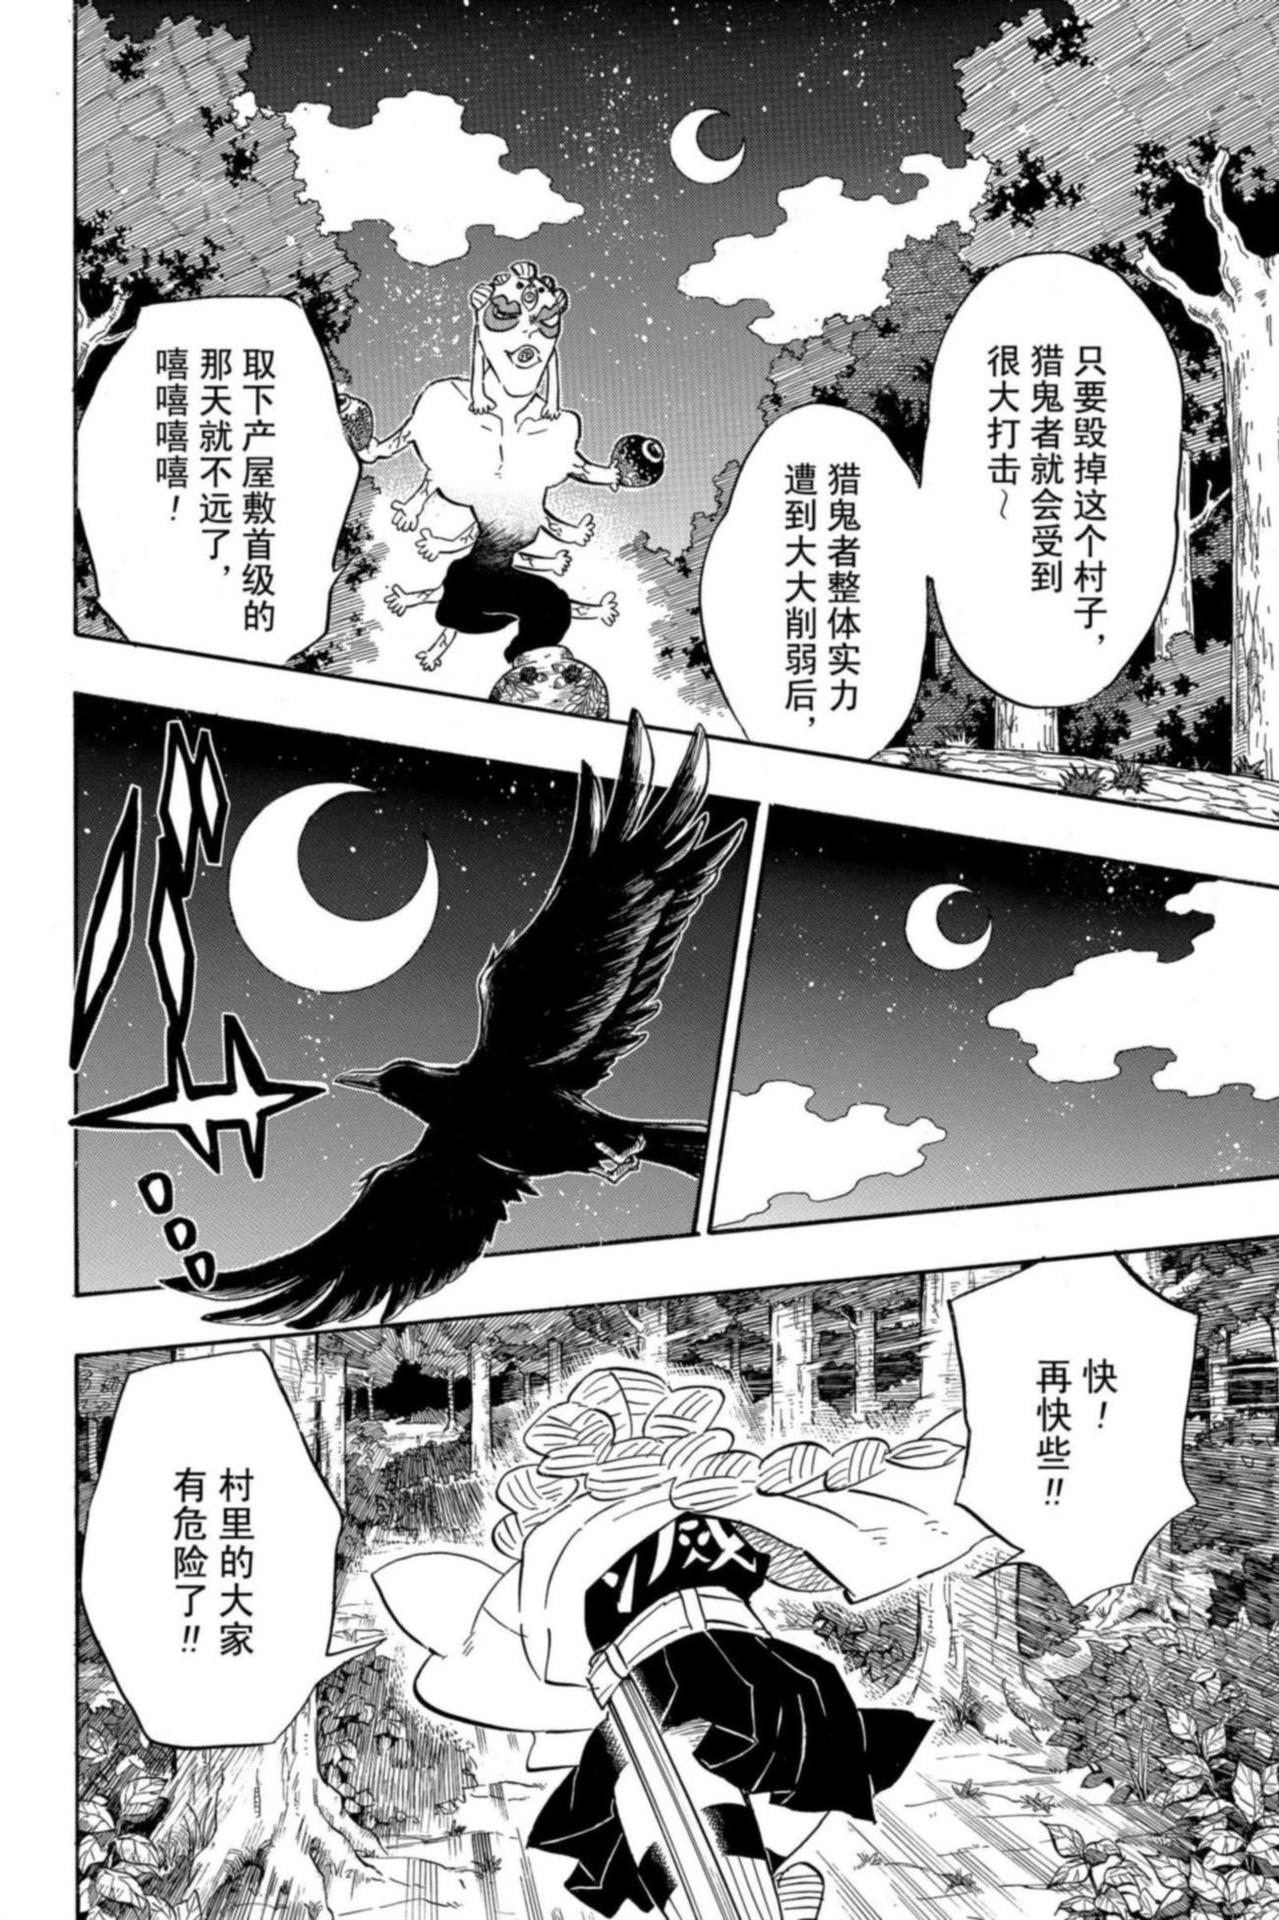 只要毁掉这个村子，
猎鬼者就会受到
很大打击～
猎鬼者整体实力
遭到大大削弱后，
取下产屋敷首级的
那天就不远了，
嘻嘻嘻嘻！
快！
再快些!!
村里的大家
有危险了!!